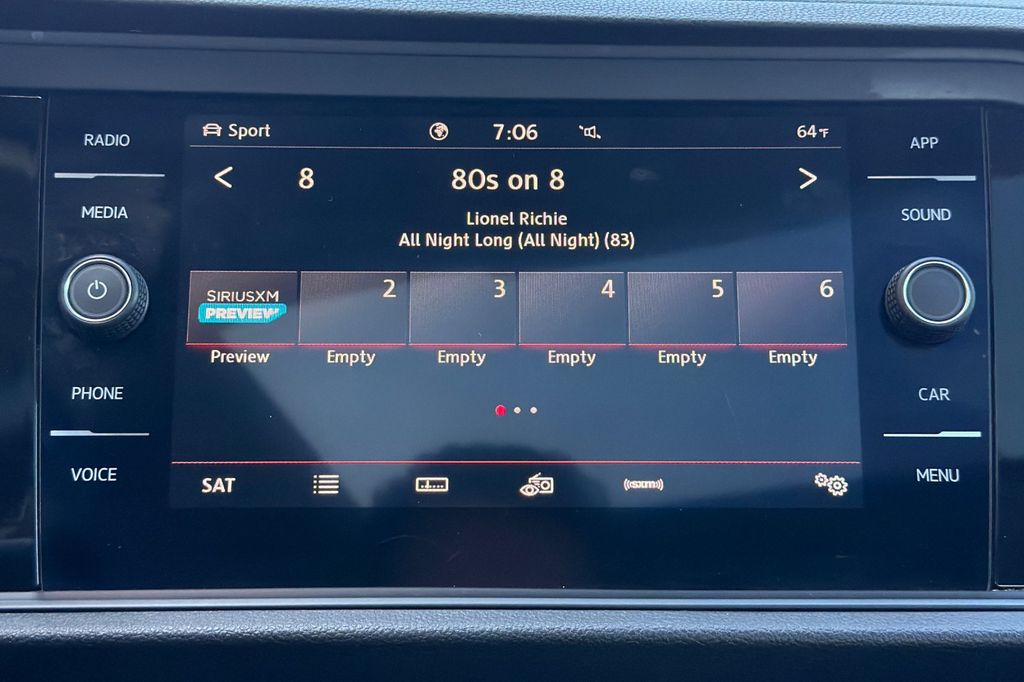 RADIO
MEDIA
PHONE
VOICE
Sport 7:06 64°F
< 8 80s on 8 >
Lionel Richie
All Night Long (All Night) (83)
SIRIUSXM 2 3 4 5 6
PREVIEW
Preview Empty Empty Empty Empty Empty
SAT ((SXM))
APP
SOUND
CAR
MENU